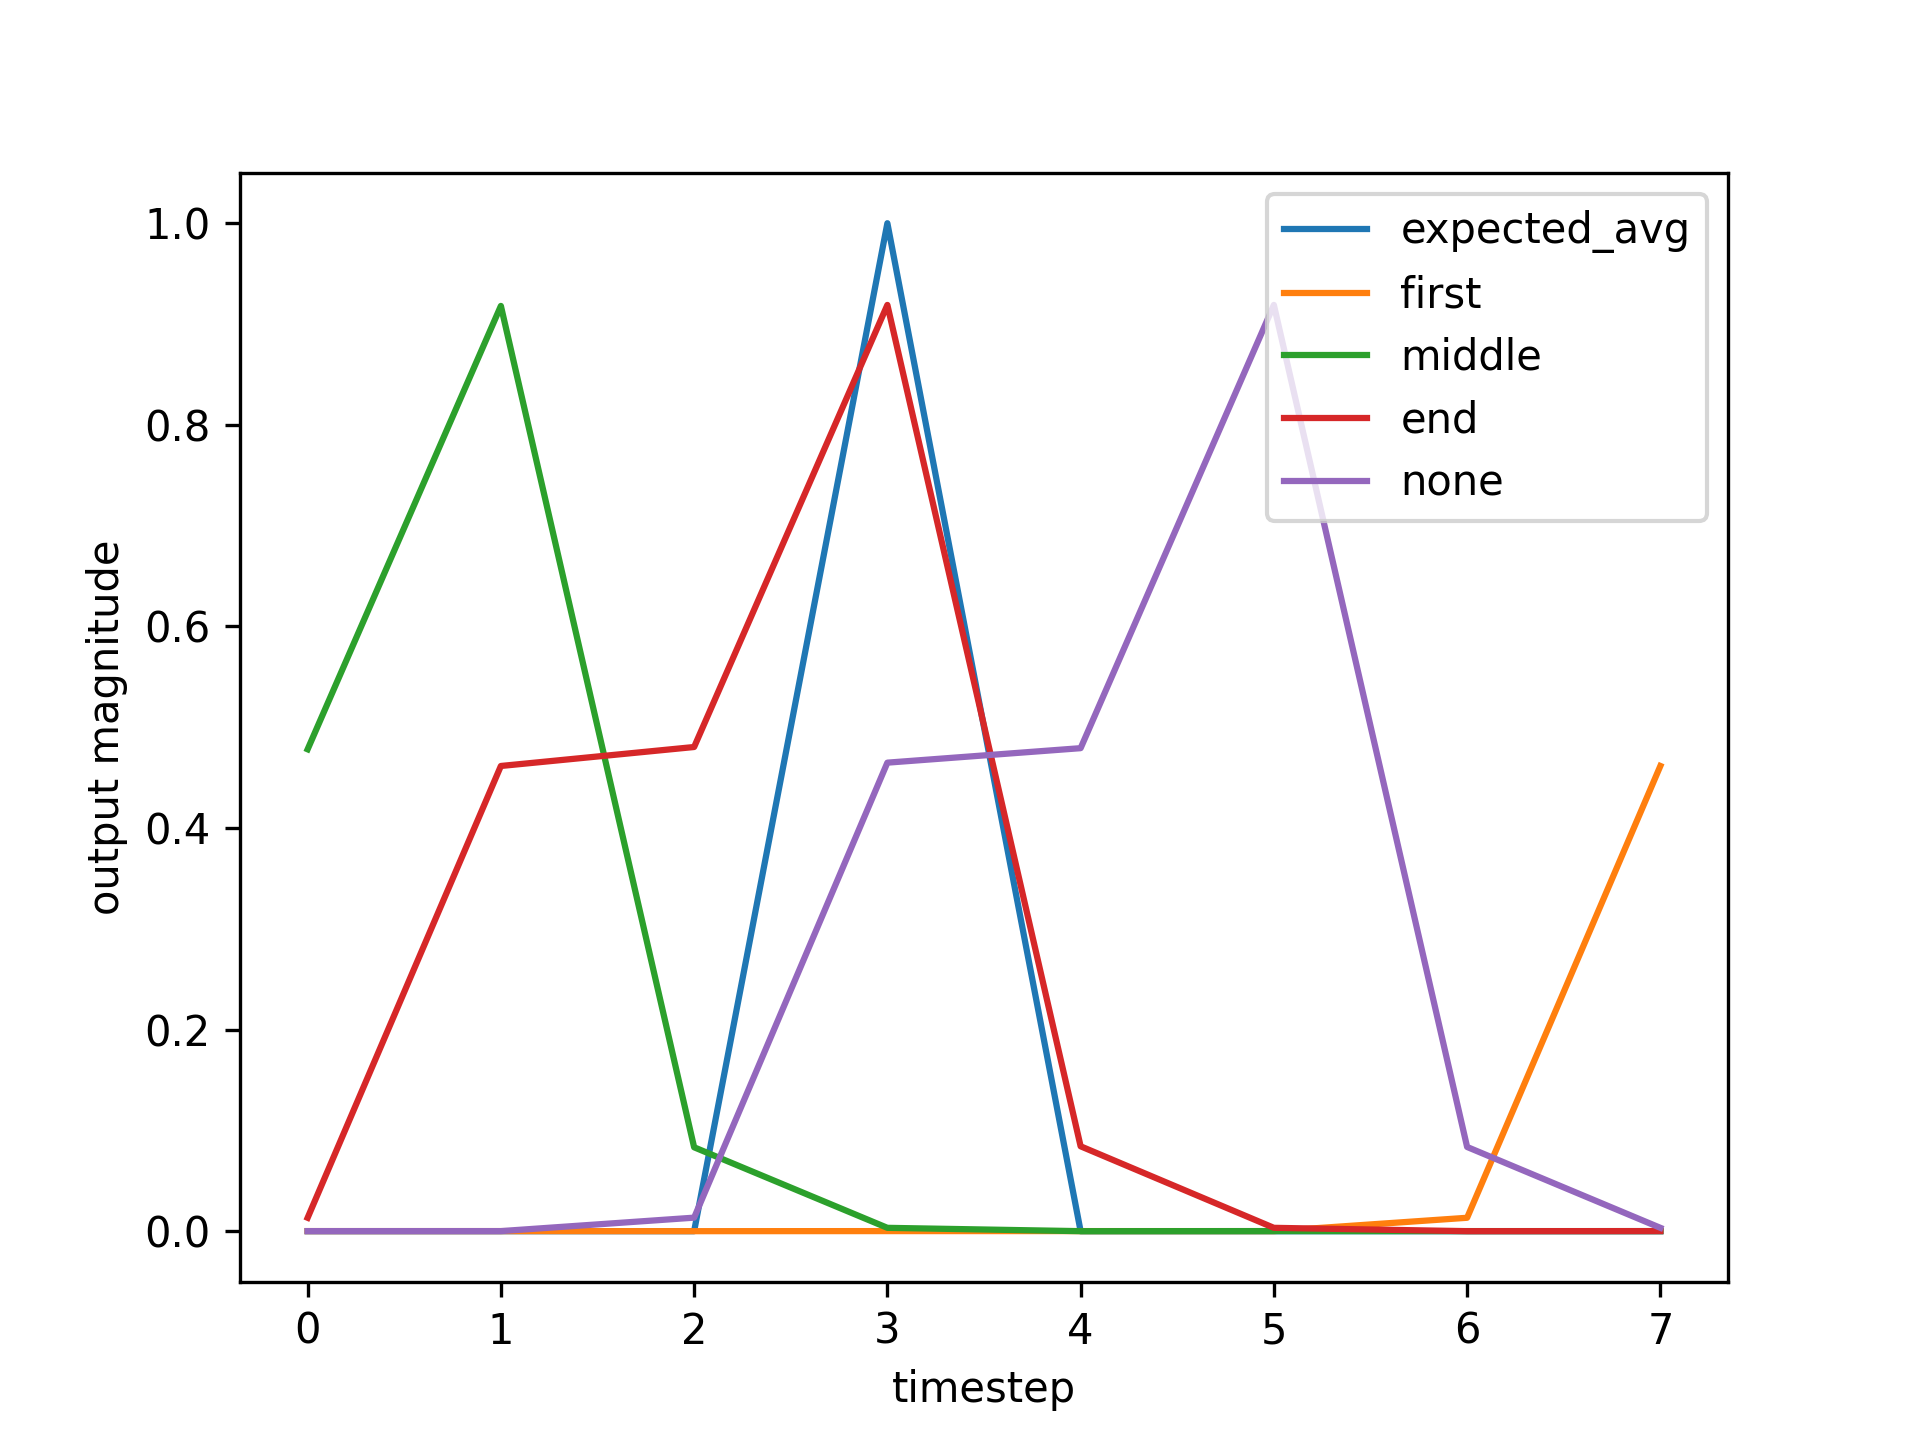 expected_avg
first
middle
end
none
1.0
0.8
0.6
0.4
0.2
0.0
output magnitude
0 1 2 3 4 5 6 7
timestep